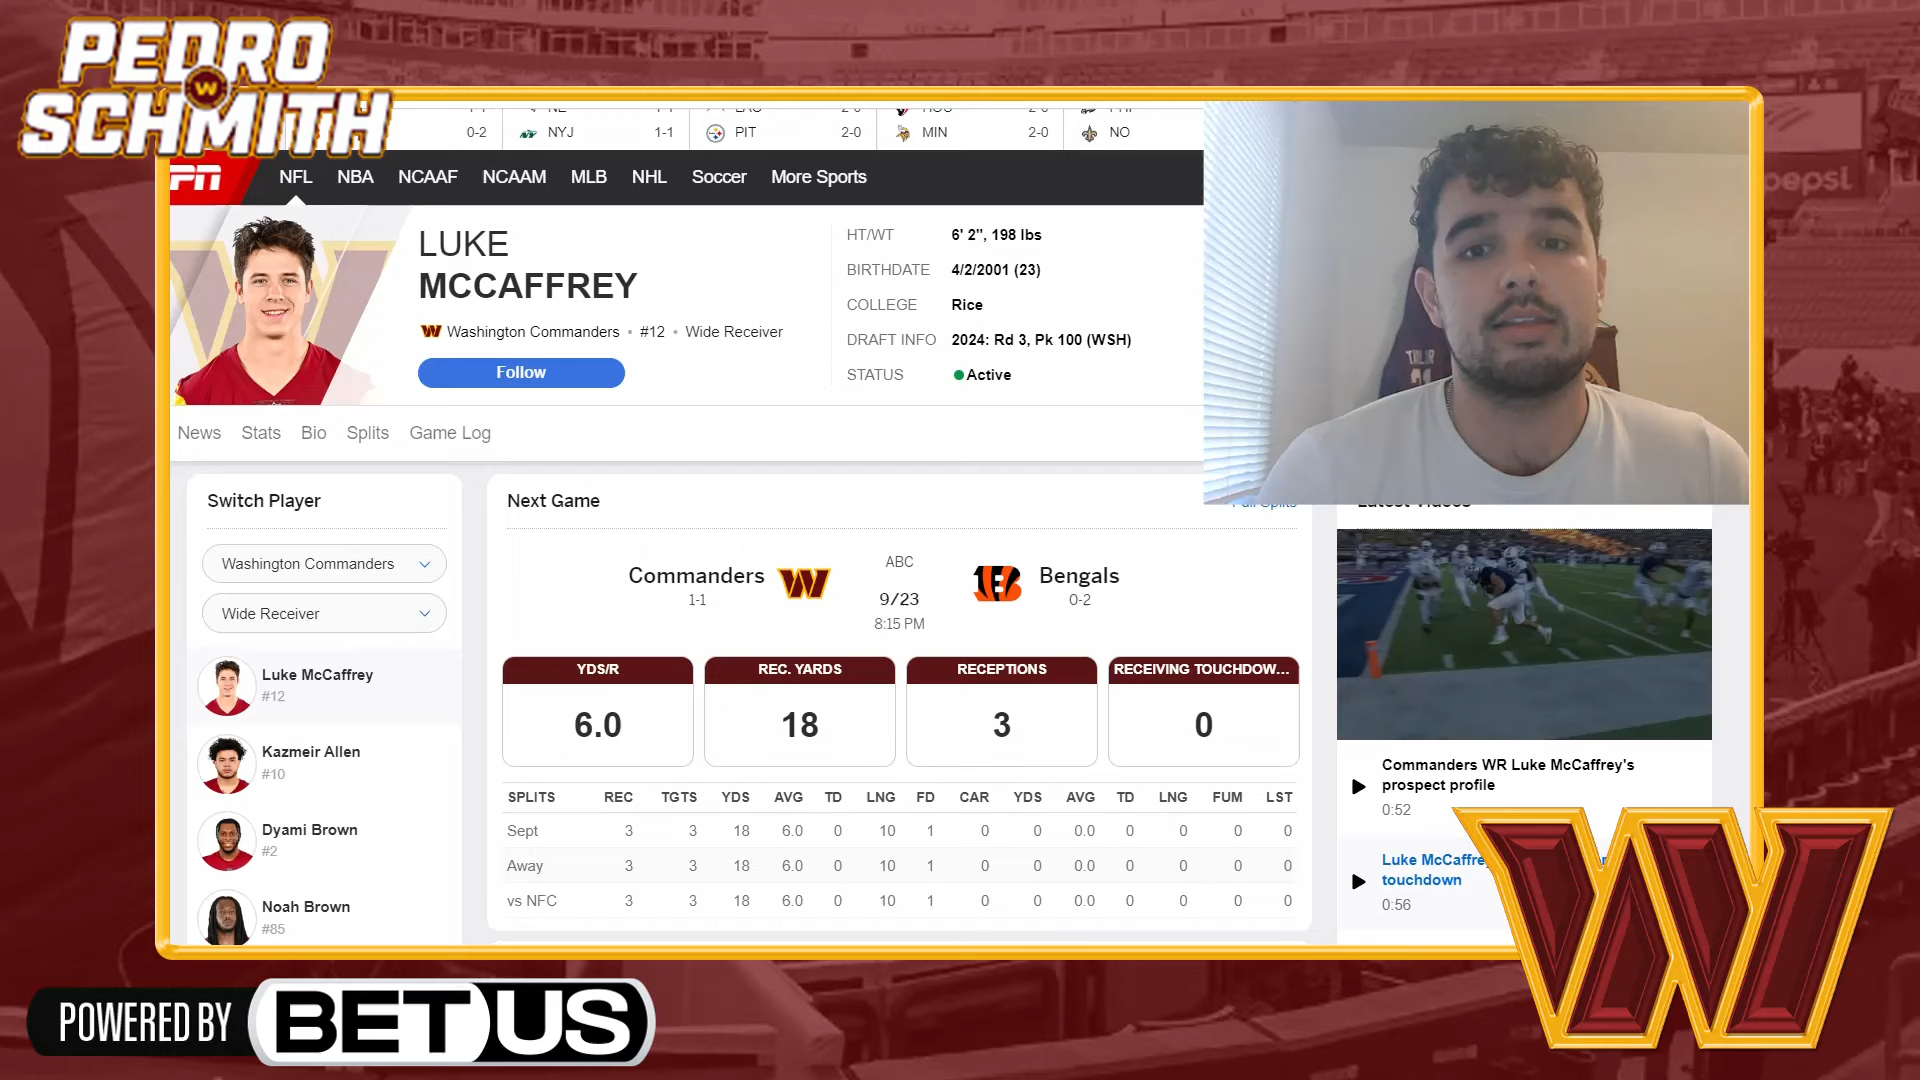 PEDRO
SCHMITH
0-2
NYJ 1-1
PIT 2-0
MIN 2-0
NO
NFL NBA NCAAF NCAAM MLB NHL Soccer More Sports
LUKE
MCCAFFREY
Washington Commanders • #12 • Wide Receiver
Follow
HT/WT 6' 2", 198 lbs
BIRTHDATE 4/2/2001 (23)
COLLEGE Rice
DRAFT INFO 2024: Rd 3, Pk 100 (WSH)
STATUS Active
News Stats Bio Splits Game Log
Switch Player
Washington Commanders
Wide Receiver
Luke McCaffrey
#12
Kazmeir Allen
#10
Dyami Brown
#2
Noah Brown
#85
Next Game
Commanders
1-1
ABC
9/23
8:15 PM
Bengals
0-2
YDS/R REC. YARDS RECEPTIONS RECEIVING TOUCHDOW...
6.0 18 3 0
SPLITS REC TGTS YDS AVG TD LNG FD CAR YDS AVG TD LNG FUM LST
Sept 3 3 18 6.0 0 10 1 0 0 0.0 0 0 0 0
Away 3 3 18 6.0 0 10 1 0 0 0.0 0 0 0 0
vs NFC 3 3 18 6.0 0 10 1 0 0 0.0 0 0 0 0
Latest Videos
Commanders WR Luke McCaffrey's
prospect profile
0:52
Luke McCaffrey
touchdown
0:56
pepsi
POWERED BY BETUS